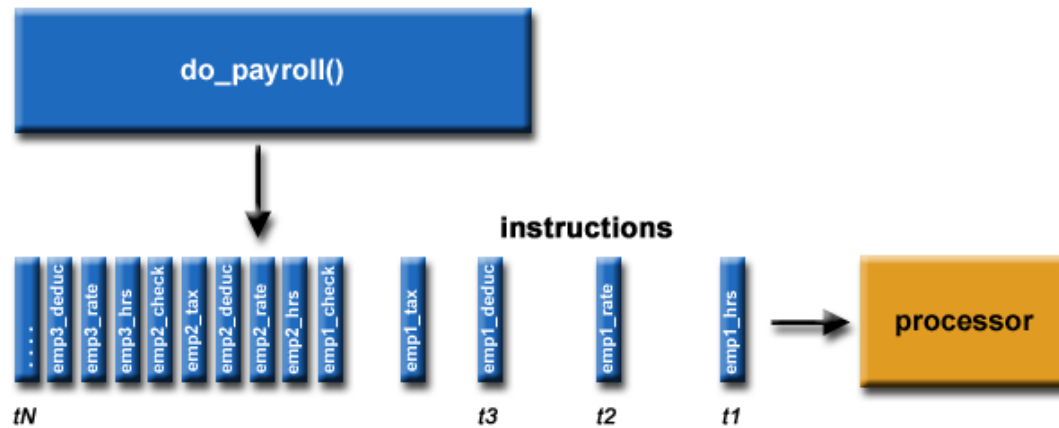 do_payroll()
instructions
....
emp3_deduc
emp3_rate
emp3_hrs
emp2_check
emp2_tax
emp2_deduc
emp2_rate
emp2_hrs
emp1_check
emp1_tax
emp1_deduc
emp1_rate
emp1_hrs
processor
tN
t3
t2
t1